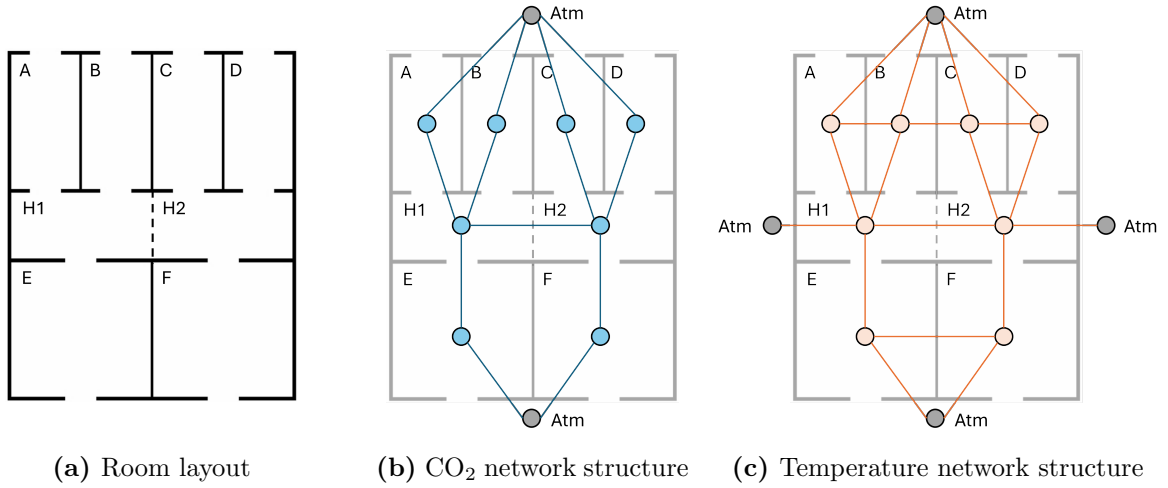 A B C D
H1 H2
E F
(a) Room layout
Atm
A B C D
H1 H2
E F
Atm
(b) CO₂ network structure
Atm
A B C D
Atm H1 H2 Atm
E F
Atm
(c) Temperature network structure